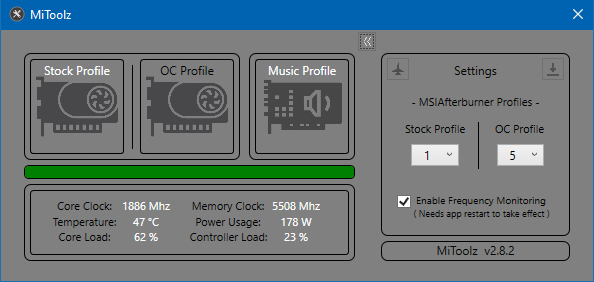 MiToolz
Stock Profile
OC Profile
Music Profile
Core Clock: 1886 Mhz Memory Clock: 5508 Mhz
Temperature: 47 °C Power Usage: 178 W
Core Load: 62 % Controller Load: 23 %
Settings
- MSIAfterburner Profiles -
Stock Profile OC Profile
1 5
Enable Frequency Monitoring
( Needs app restart to take effect )
MiToolz v2.8.2